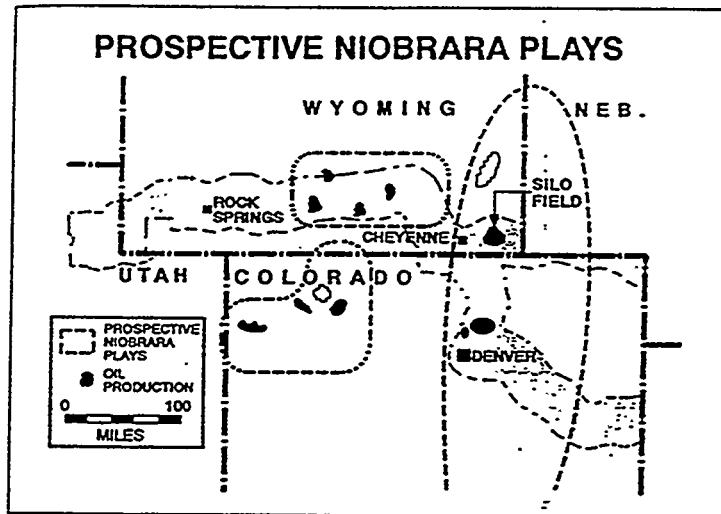 PROSPECTIVE NIOBRARA PLAYS
WYOMING
NEB.
ROCK
SPRINGS
SILO
FIELD
CHEYENNE
UTAH
COLORADO
DENVER
PROSPECTIVE
NIOBRARA
PLAYS
OIL
PRODUCTION
0 100
MILES